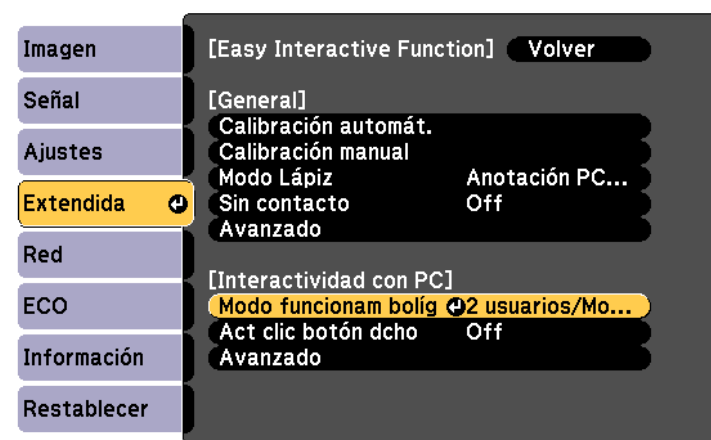 Imagen
Señal
Ajustes
Extendida
Red
ECO
Información
Restablecer
[Easy Interactive Function] Volver
[General]
Calibración automát.
Calibración manual
Modo Lápiz Anotación PC...
Sin contacto Off
Avanzado
[Interactividad con PC]
Modo funcionam bolíg 2 usuarios/Mo...
Act clic botón dcho Off
Avanzado